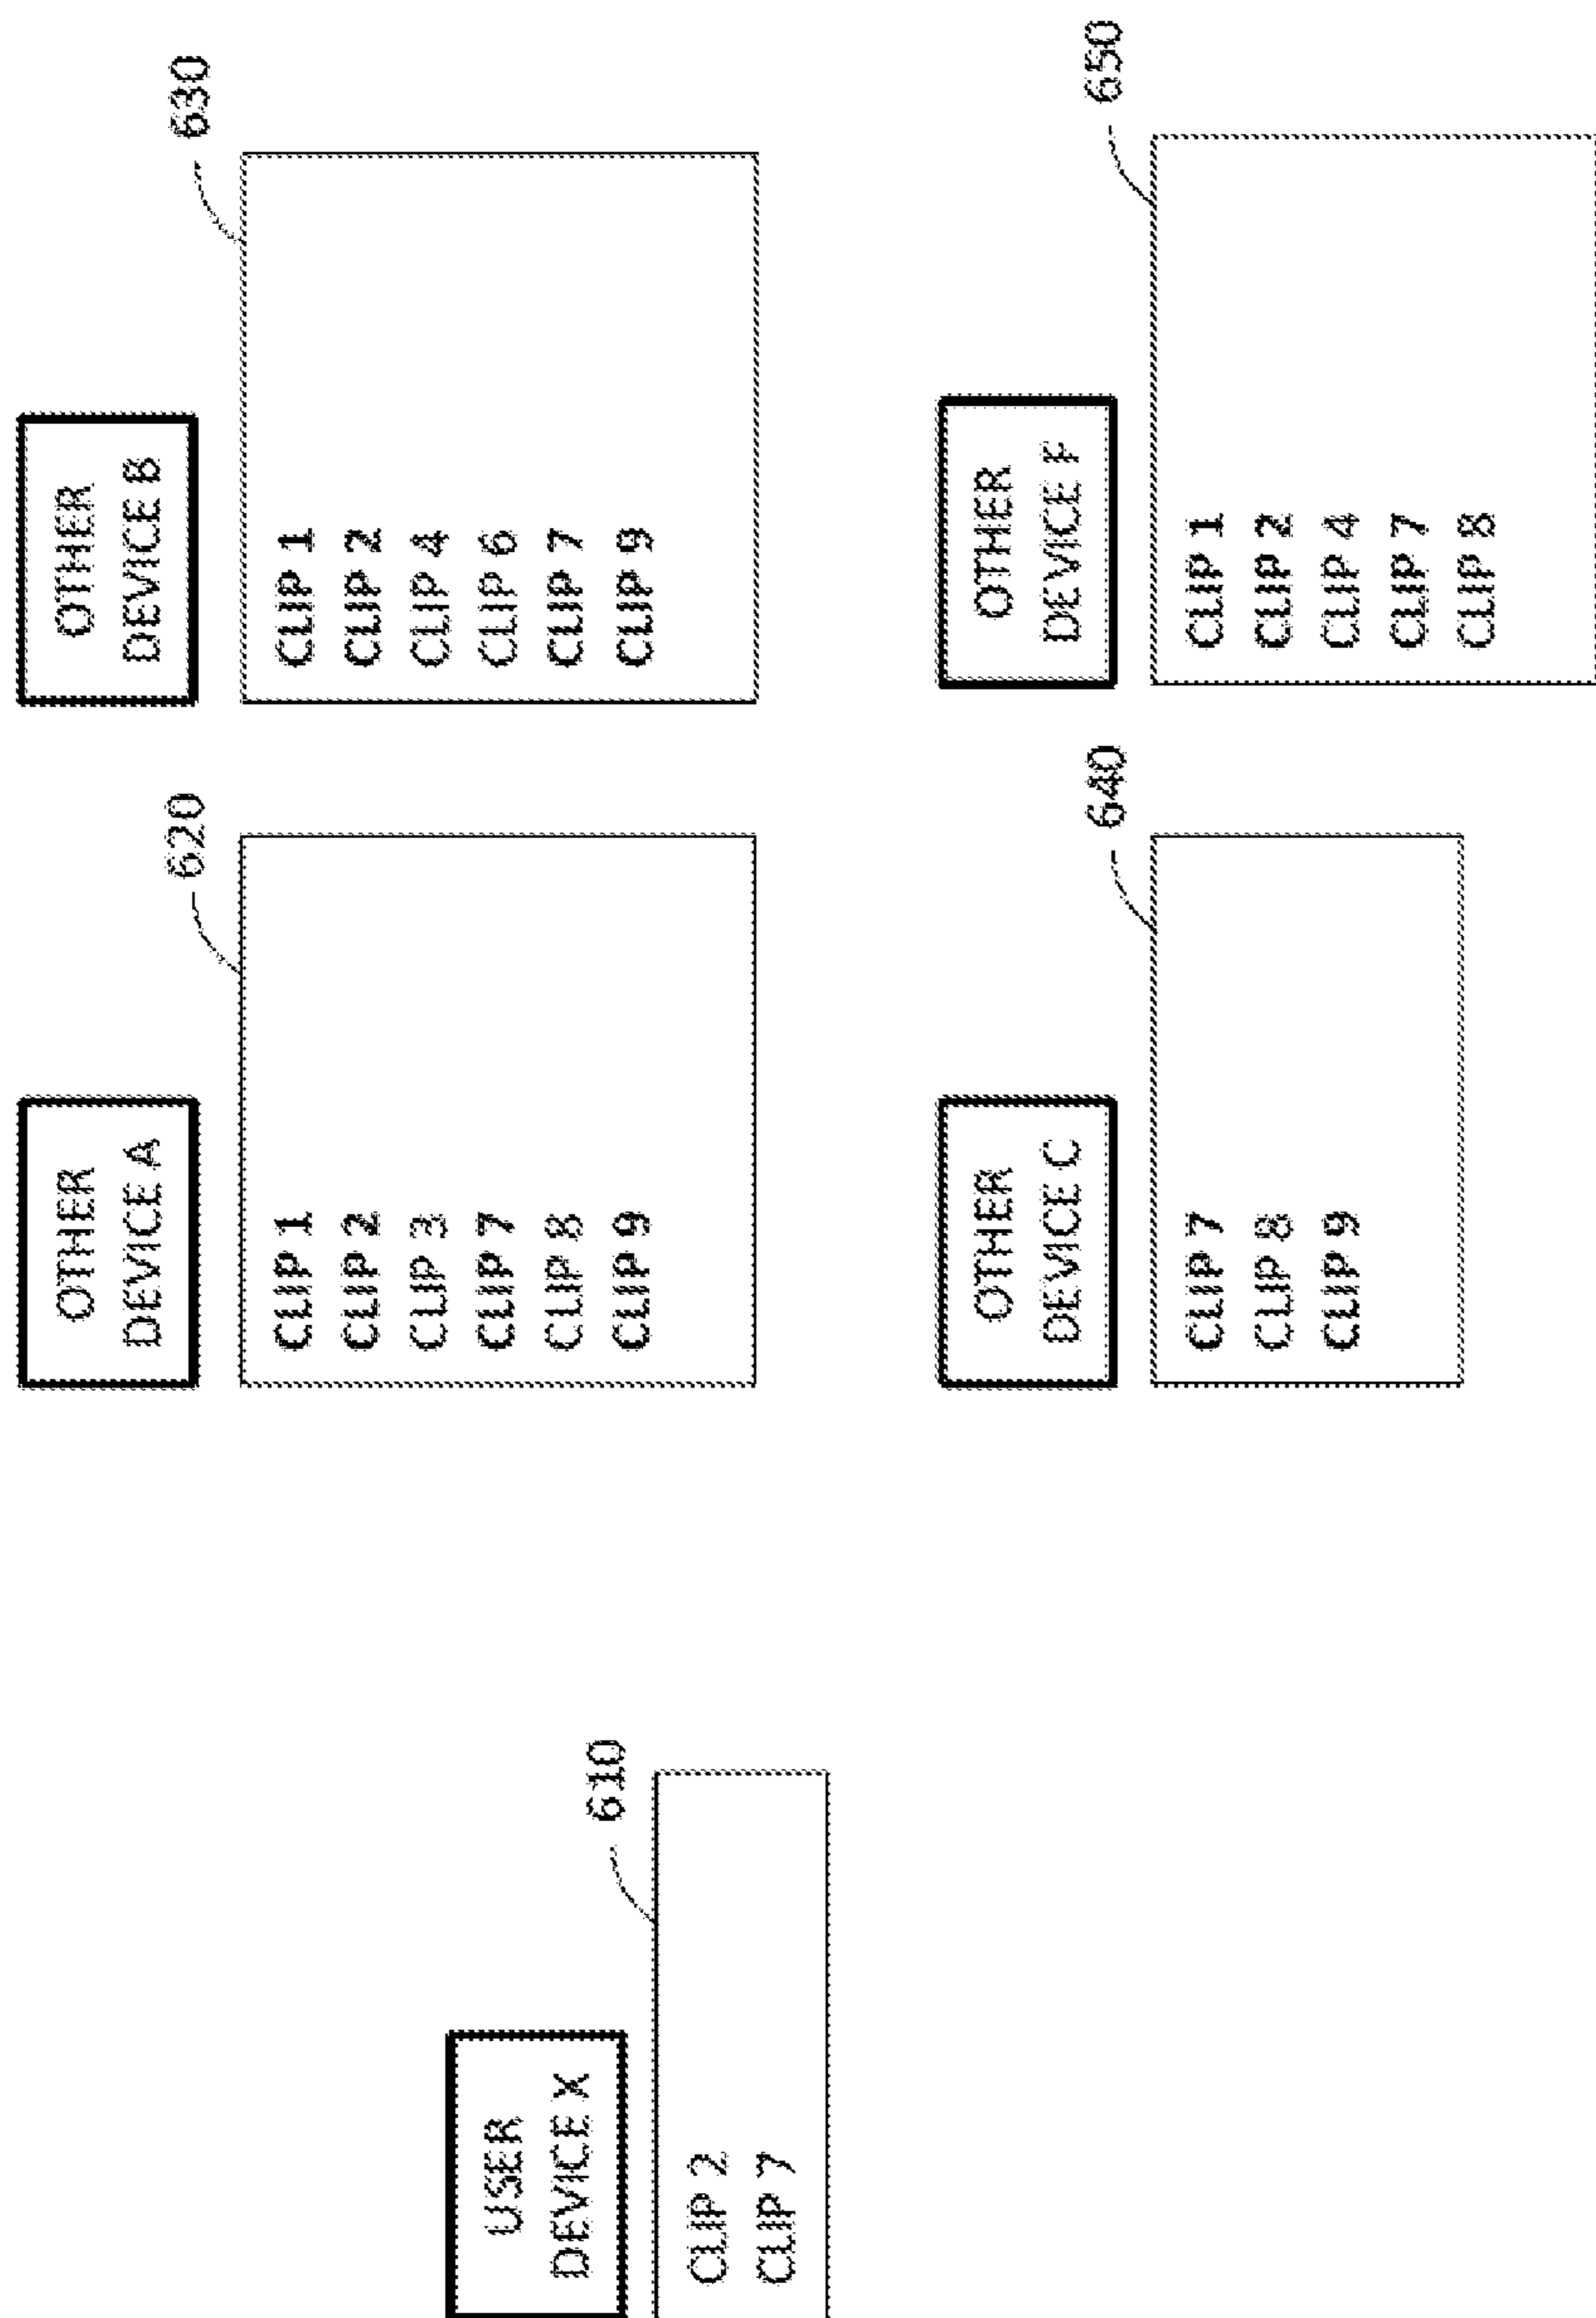 USER
DEVICE X
610
CLIP 2
CLIP 7
OTHER
DEVICE A
620
CLIP 1
CLIP 2
CLIP 3
CLIP 7
CLIP 8
CLIP 9
OTHER
DEVICE B
630
CLIP 1
CLIP 2
CLIP 4
CLIP 6
CLIP 7
CLIP 9
OTHER
DEVICE C
640
CLIP 7
CLIP 8
CLIP 9
OTHER
DEVICE F
650
CLIP 1
CLIP 2
CLIP 4
CLIP 7
CLIP 8